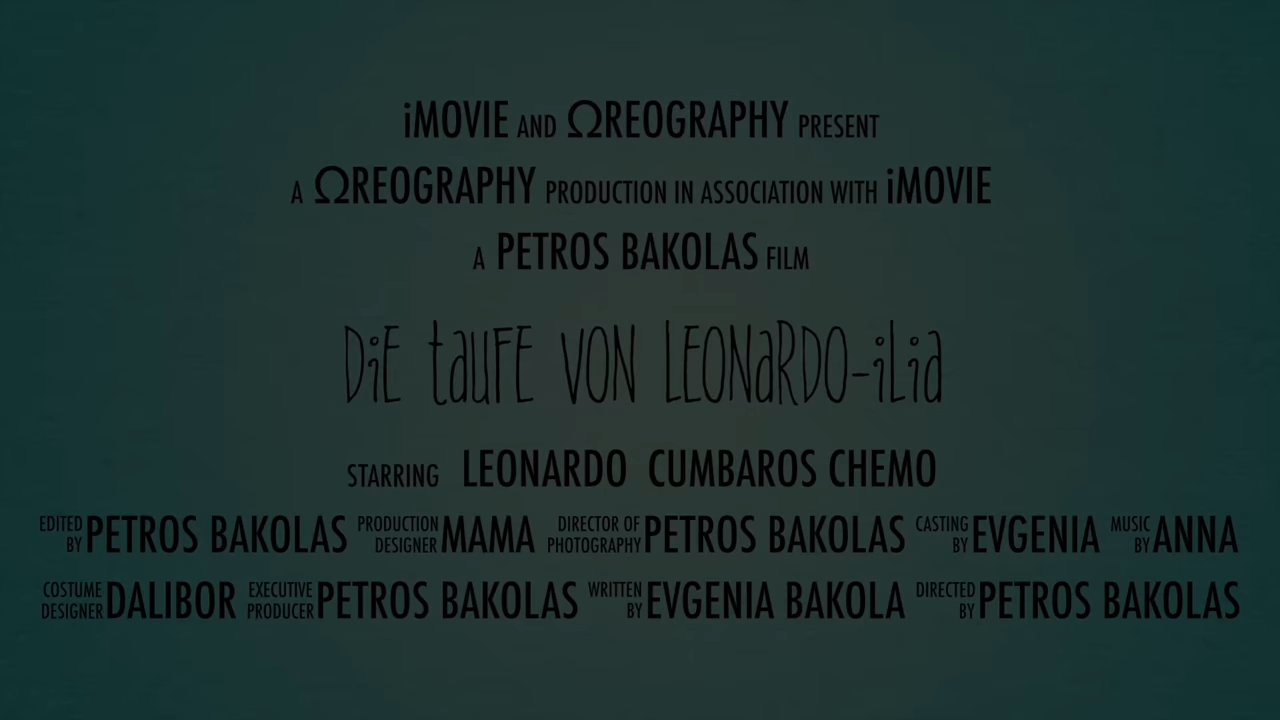 iMOVIE AND ΩREOGRAPHY PRESENT
A ΩREOGRAPHY PRODUCTION IN ASSOCIATION WITH iMOVIE
A PETROS BAKOLAS FILM
DiE taUFE VON LEONaRDO-iLia
STARRING LEONARDO CUMBAROS CHEMO
EDITED BY PETROS BAKOLAS PRODUCTION DESIGNER MAMA DIRECTOR OF PHOTOGRAPHY PETROS BAKOLAS CASTING BY EVGENIA MUSIC BY ANNA
COSTUME DESIGNER DALIBOR EXECUTIVE PRODUCER PETROS BAKOLAS WRITTEN BY EVGENIA BAKOLA DIRECTED BY PETROS BAKOLAS